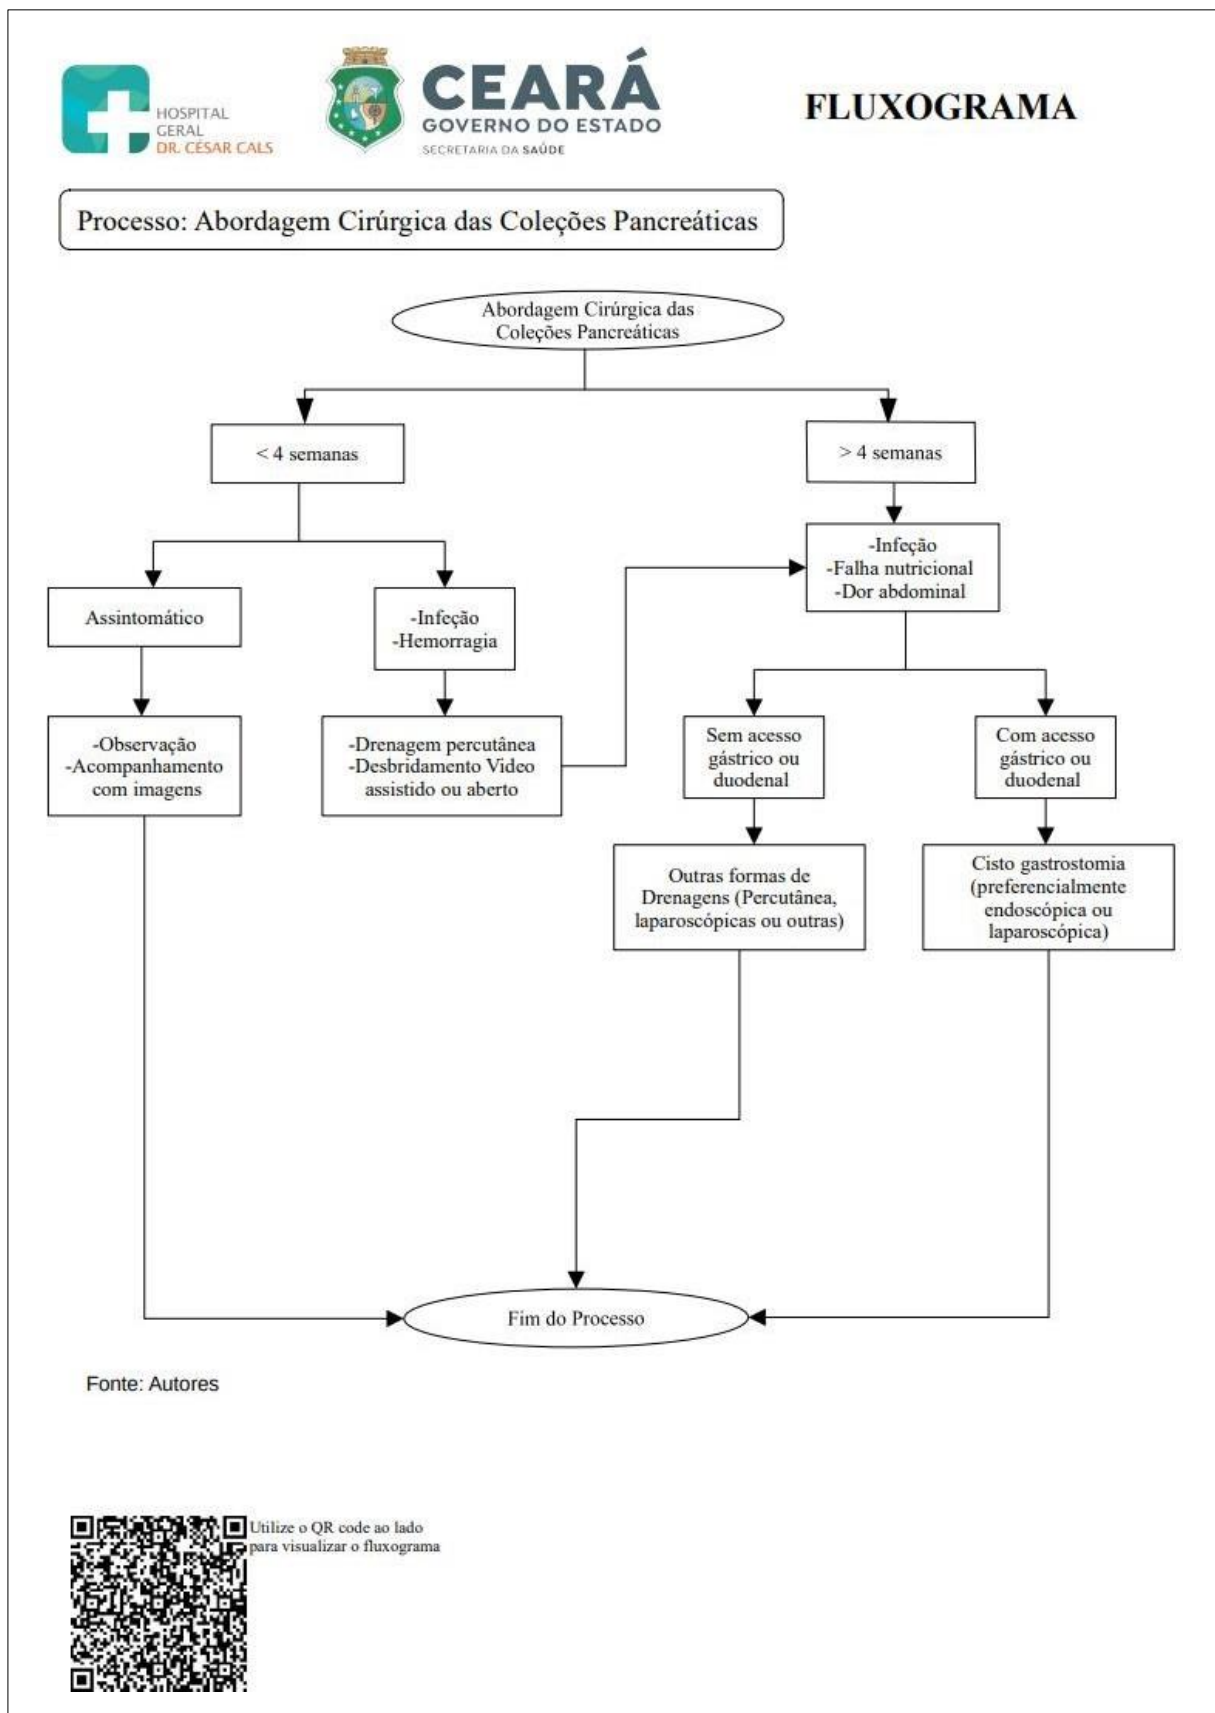 HOSPITAL
GERAL
DR. CÉSAR CALS
CEARÁ
GOVERNO DO ESTADO
SECRETARIA DA SAÚDE
FLUXOGRAMA
Processo: Abordagem Cirúrgica das Coleções Pancreáticas
Abordagem Cirúrgica das
Coleções Pancreáticas
< 4 semanas
> 4 semanas
-Infeção
-Falha nutricional
-Dor abdominal
Assintomático
-Infeção
-Hemorragia
-Observação
-Acompanhamento
com imagens
-Drenagem percutânea
-Desbridamento Video
assistido ou aberto
Sem acesso
gástrico ou
duodenal
Com acesso
gástrico ou
duodenal
Outras formas de
Drenagens (Percutânea,
laparoscópicas ou outras)
Cisto gastrostomia
(preferencialmente
endoscópica ou
laparoscópica)
Fim do Processo
Fonte: Autores
Utilize o QR code ao lado
para visualizar o fluxograma